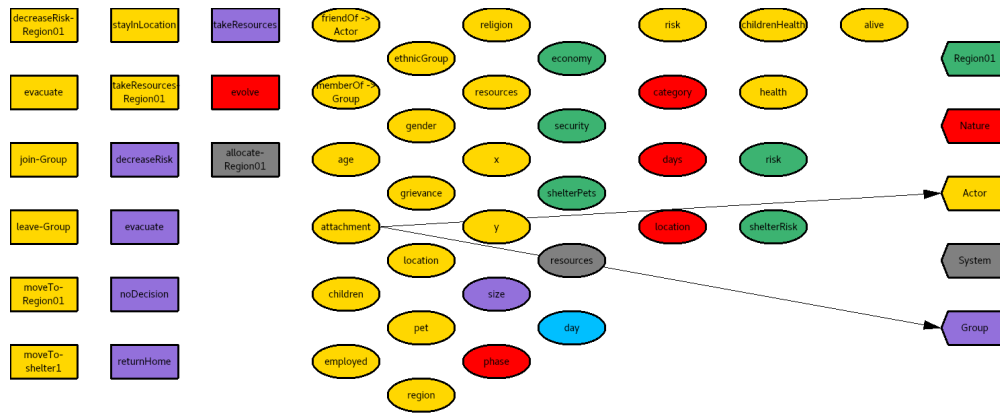 decreaseRisk-
Region01
stayInLocation
takeResources
friendOf ->
Actor
religion
risk
childrenHealth
alive
ethnicGroup
economy
Region01
evacuate
takeResources-
Region01
evolve
memberOf ->
Group
resources
category
health
gender
security
Nature
join-Group
decreaseRisk
allocate-
Region01
age
x
days
risk
grievance
shelterPets
Actor
leave-Group
evacuate
attachment
y
location
shelterRisk
location
resources
System
moveTo-
Region01
noDecision
children
size
pet
day
Group
moveTo-
shelter1
returnHome
employed
phase
region